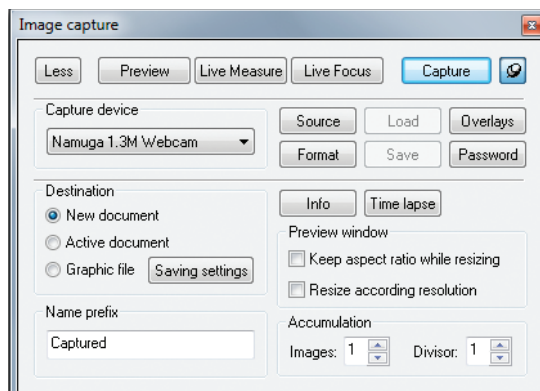 Image capture
Less Preview Live Measure Live Focus Capture
Capture device
Namuga 1.3M Webcam
Source Load Overlays
Format Save Password
Destination
New document
Active document
Graphic file Saving settings
Info Time lapse
Preview window
Keep aspect ratio while resizing
Resize according resolution
Name prefix
Captured
Accumulation
Images: 1 Divisor: 1